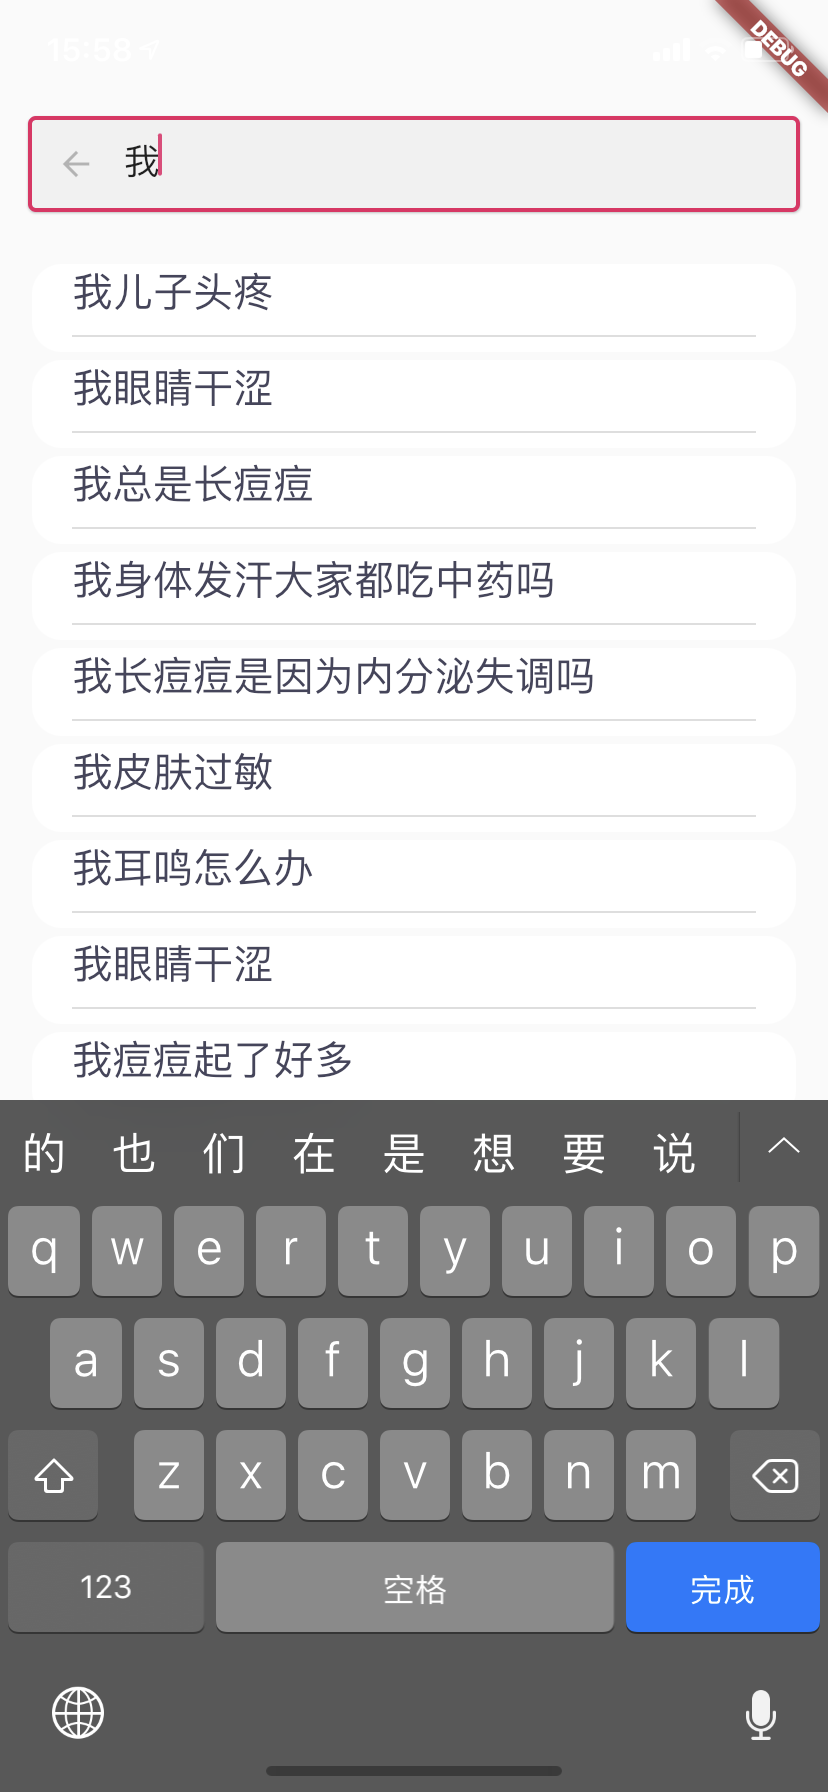 15:58
DEBUG
我
我儿子头疼
我眼睛干涩
我总是长痘痘
我身体发汗大家都吃中药吗
我长痘痘是因为内分泌失调吗
我皮肤过敏
我耳鸣怎么办
我眼睛干涩
我痘痘起了好多
的 也 们 在 是 想 要 说
q w e r t y u i o p
a s d f g h j k l
z x c v b n m
123 空格 完成